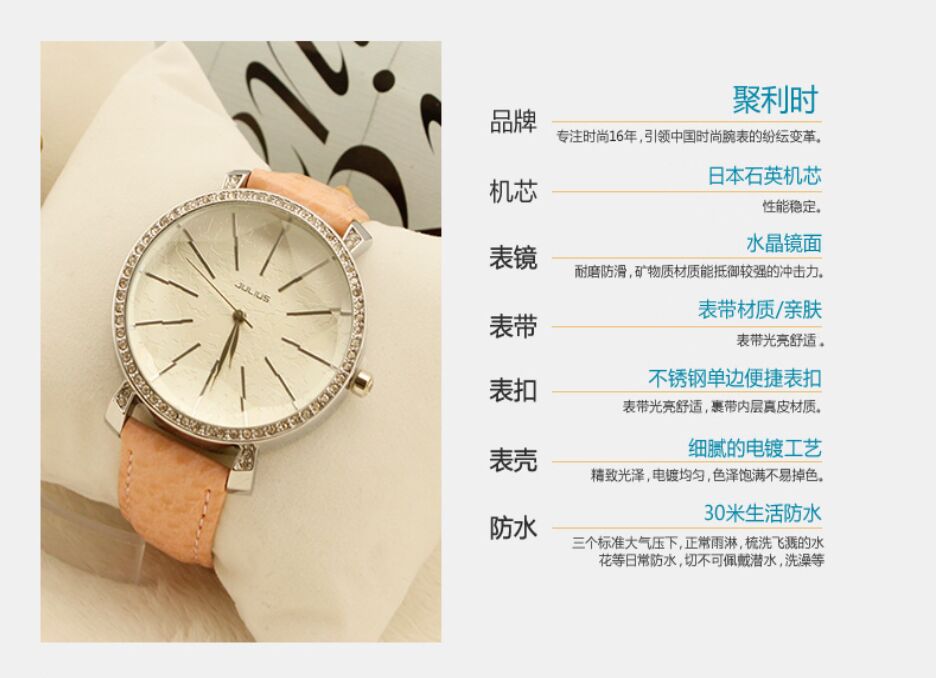 JULIUS
品牌
聚利时
专注时尚16年,引领中国时尚腕表的纷纭变革。
机芯
日本石英机芯
性能稳定。
表镜
水晶镜面
耐磨防滑,矿物质材质能抵御较强的冲击力。
表带
表带材质/亲肤
表带光亮舒适。
表扣
不锈钢单边便捷表扣
表带光亮舒适,裹带内层真皮材质。
表壳
细腻的电镀工艺
精致光泽,电镀均匀,色泽饱满不易掉色。
防水
30米生活防水
三个标准大气压下,正常雨淋,梳洗飞溅的水
花等日常防水,切不可佩戴潜水,洗澡等